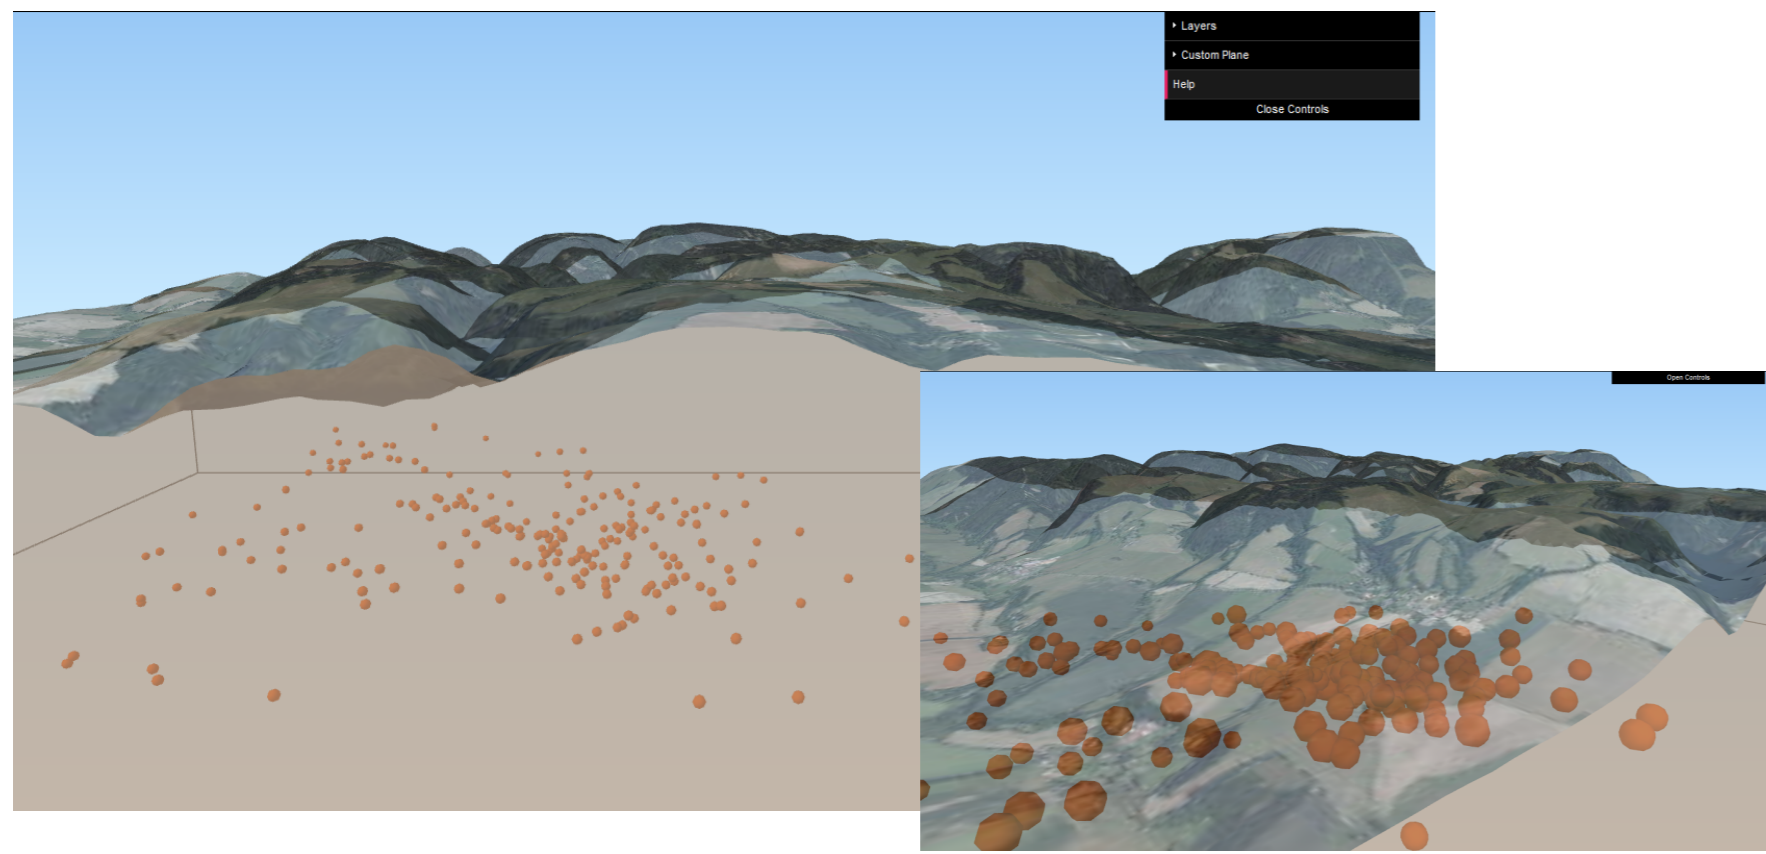 Layers
Custom Plane
Help
Close Controls
Open Controls